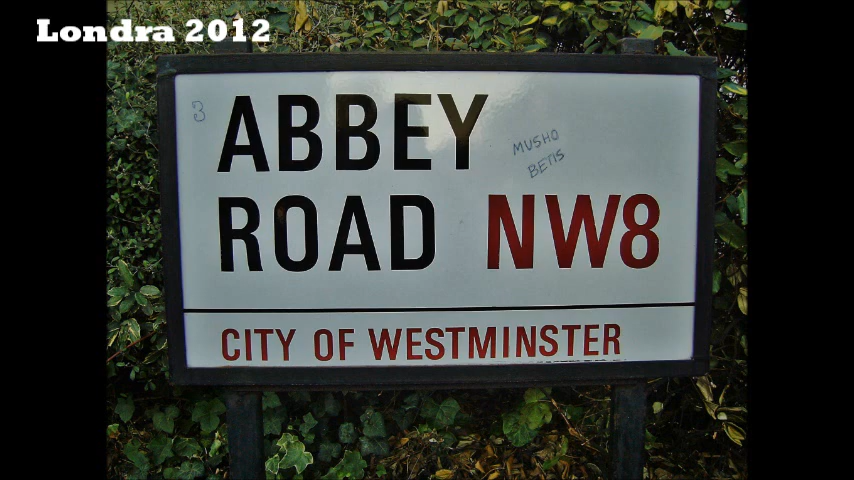 Londra 2012
3
ABBEY
MUSHO
BETIS
ROAD NW8
CITY OF WESTMINSTER